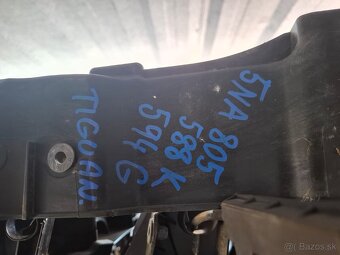 5NA 805
588 K
594 G
TIGUAN.
© bazos.sk